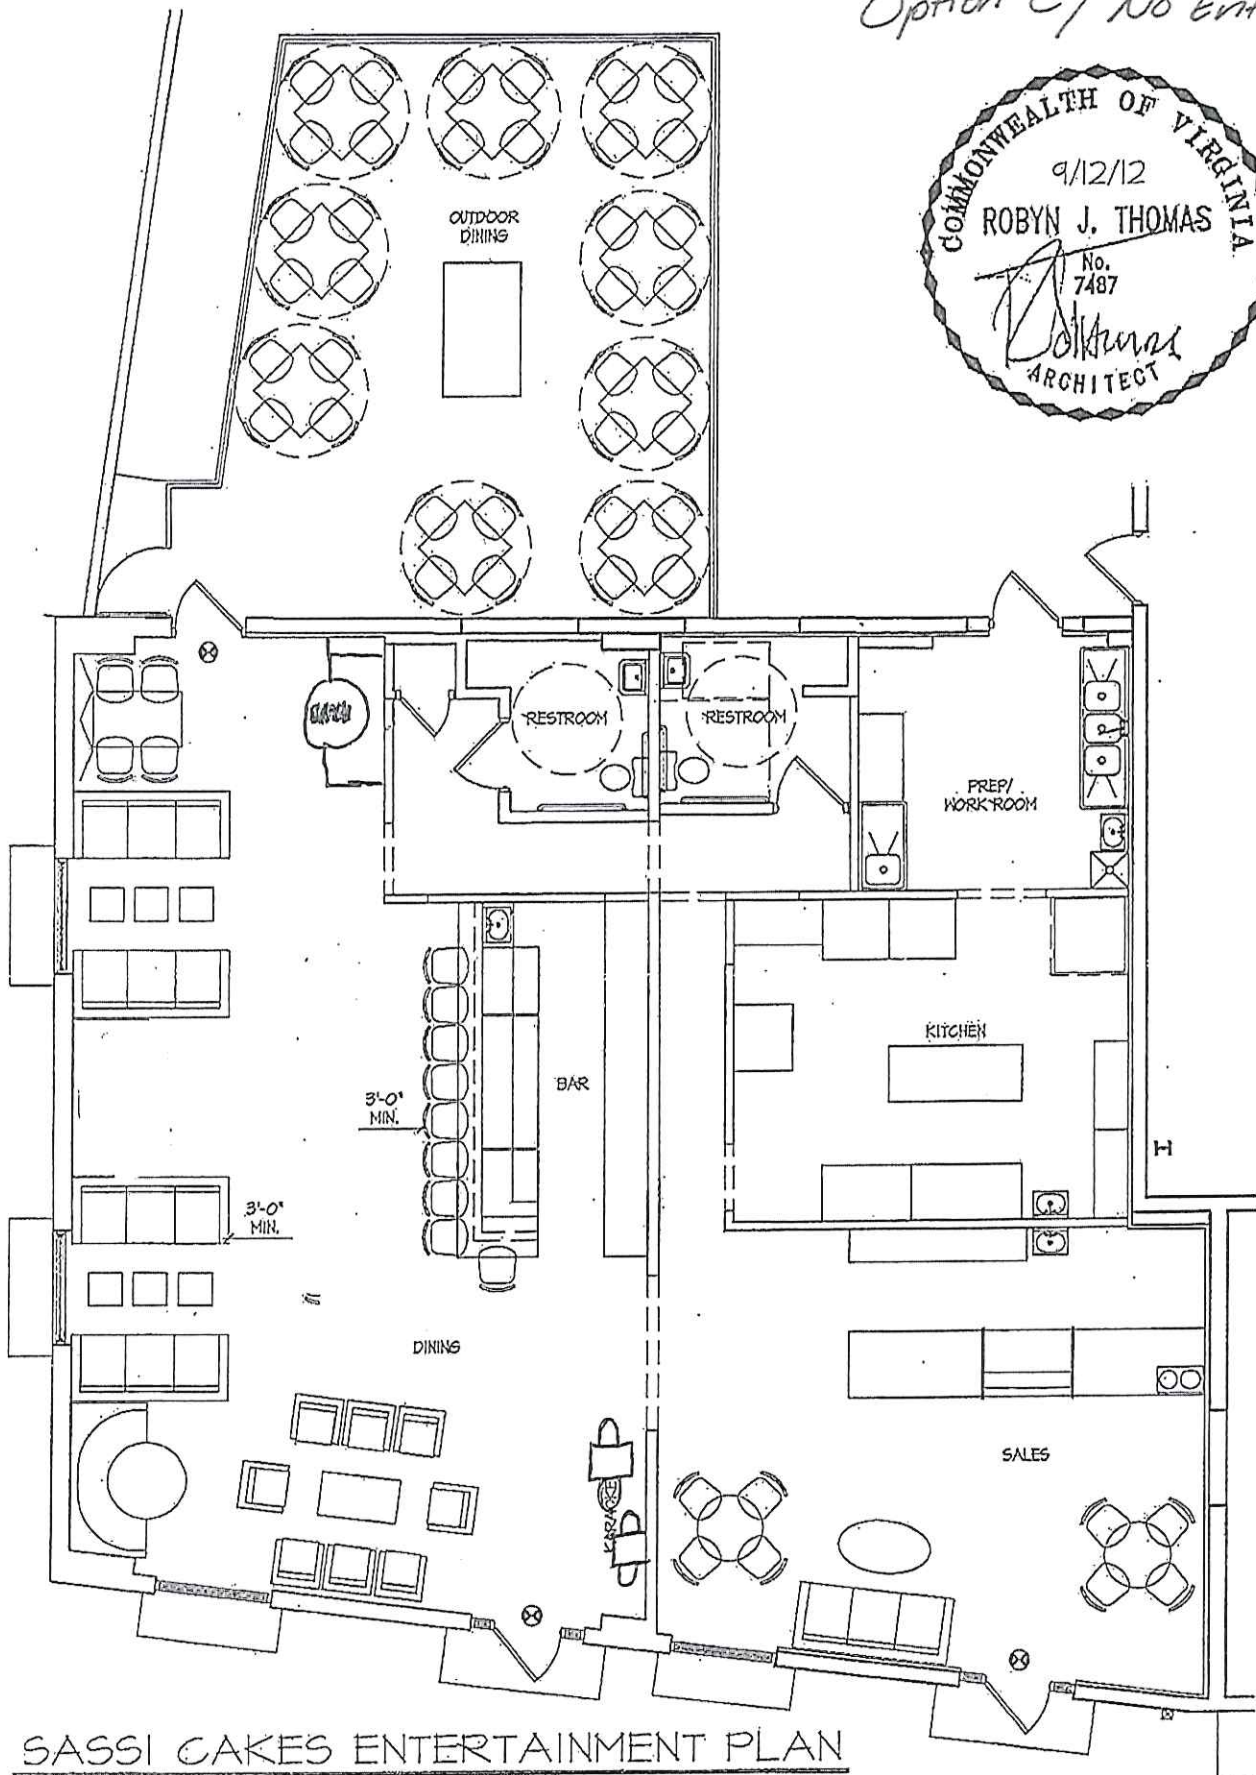 Option C/ No Ent
COMMONWEALTH OF VIRGINIA
9/12/12
ROBYN J. THOMAS
No.
7487
ARCHITECT
OUTDOOR
DINING
RESTROOM
RESTROOM
PREP/
WORK ROOM
KITCHEN
BAR
3'-0"
MIN.
3'-0"
MIN.
H
DINING
SALES
KARAOKE
SASSI CAKES ENTERTAINMENT PLAN